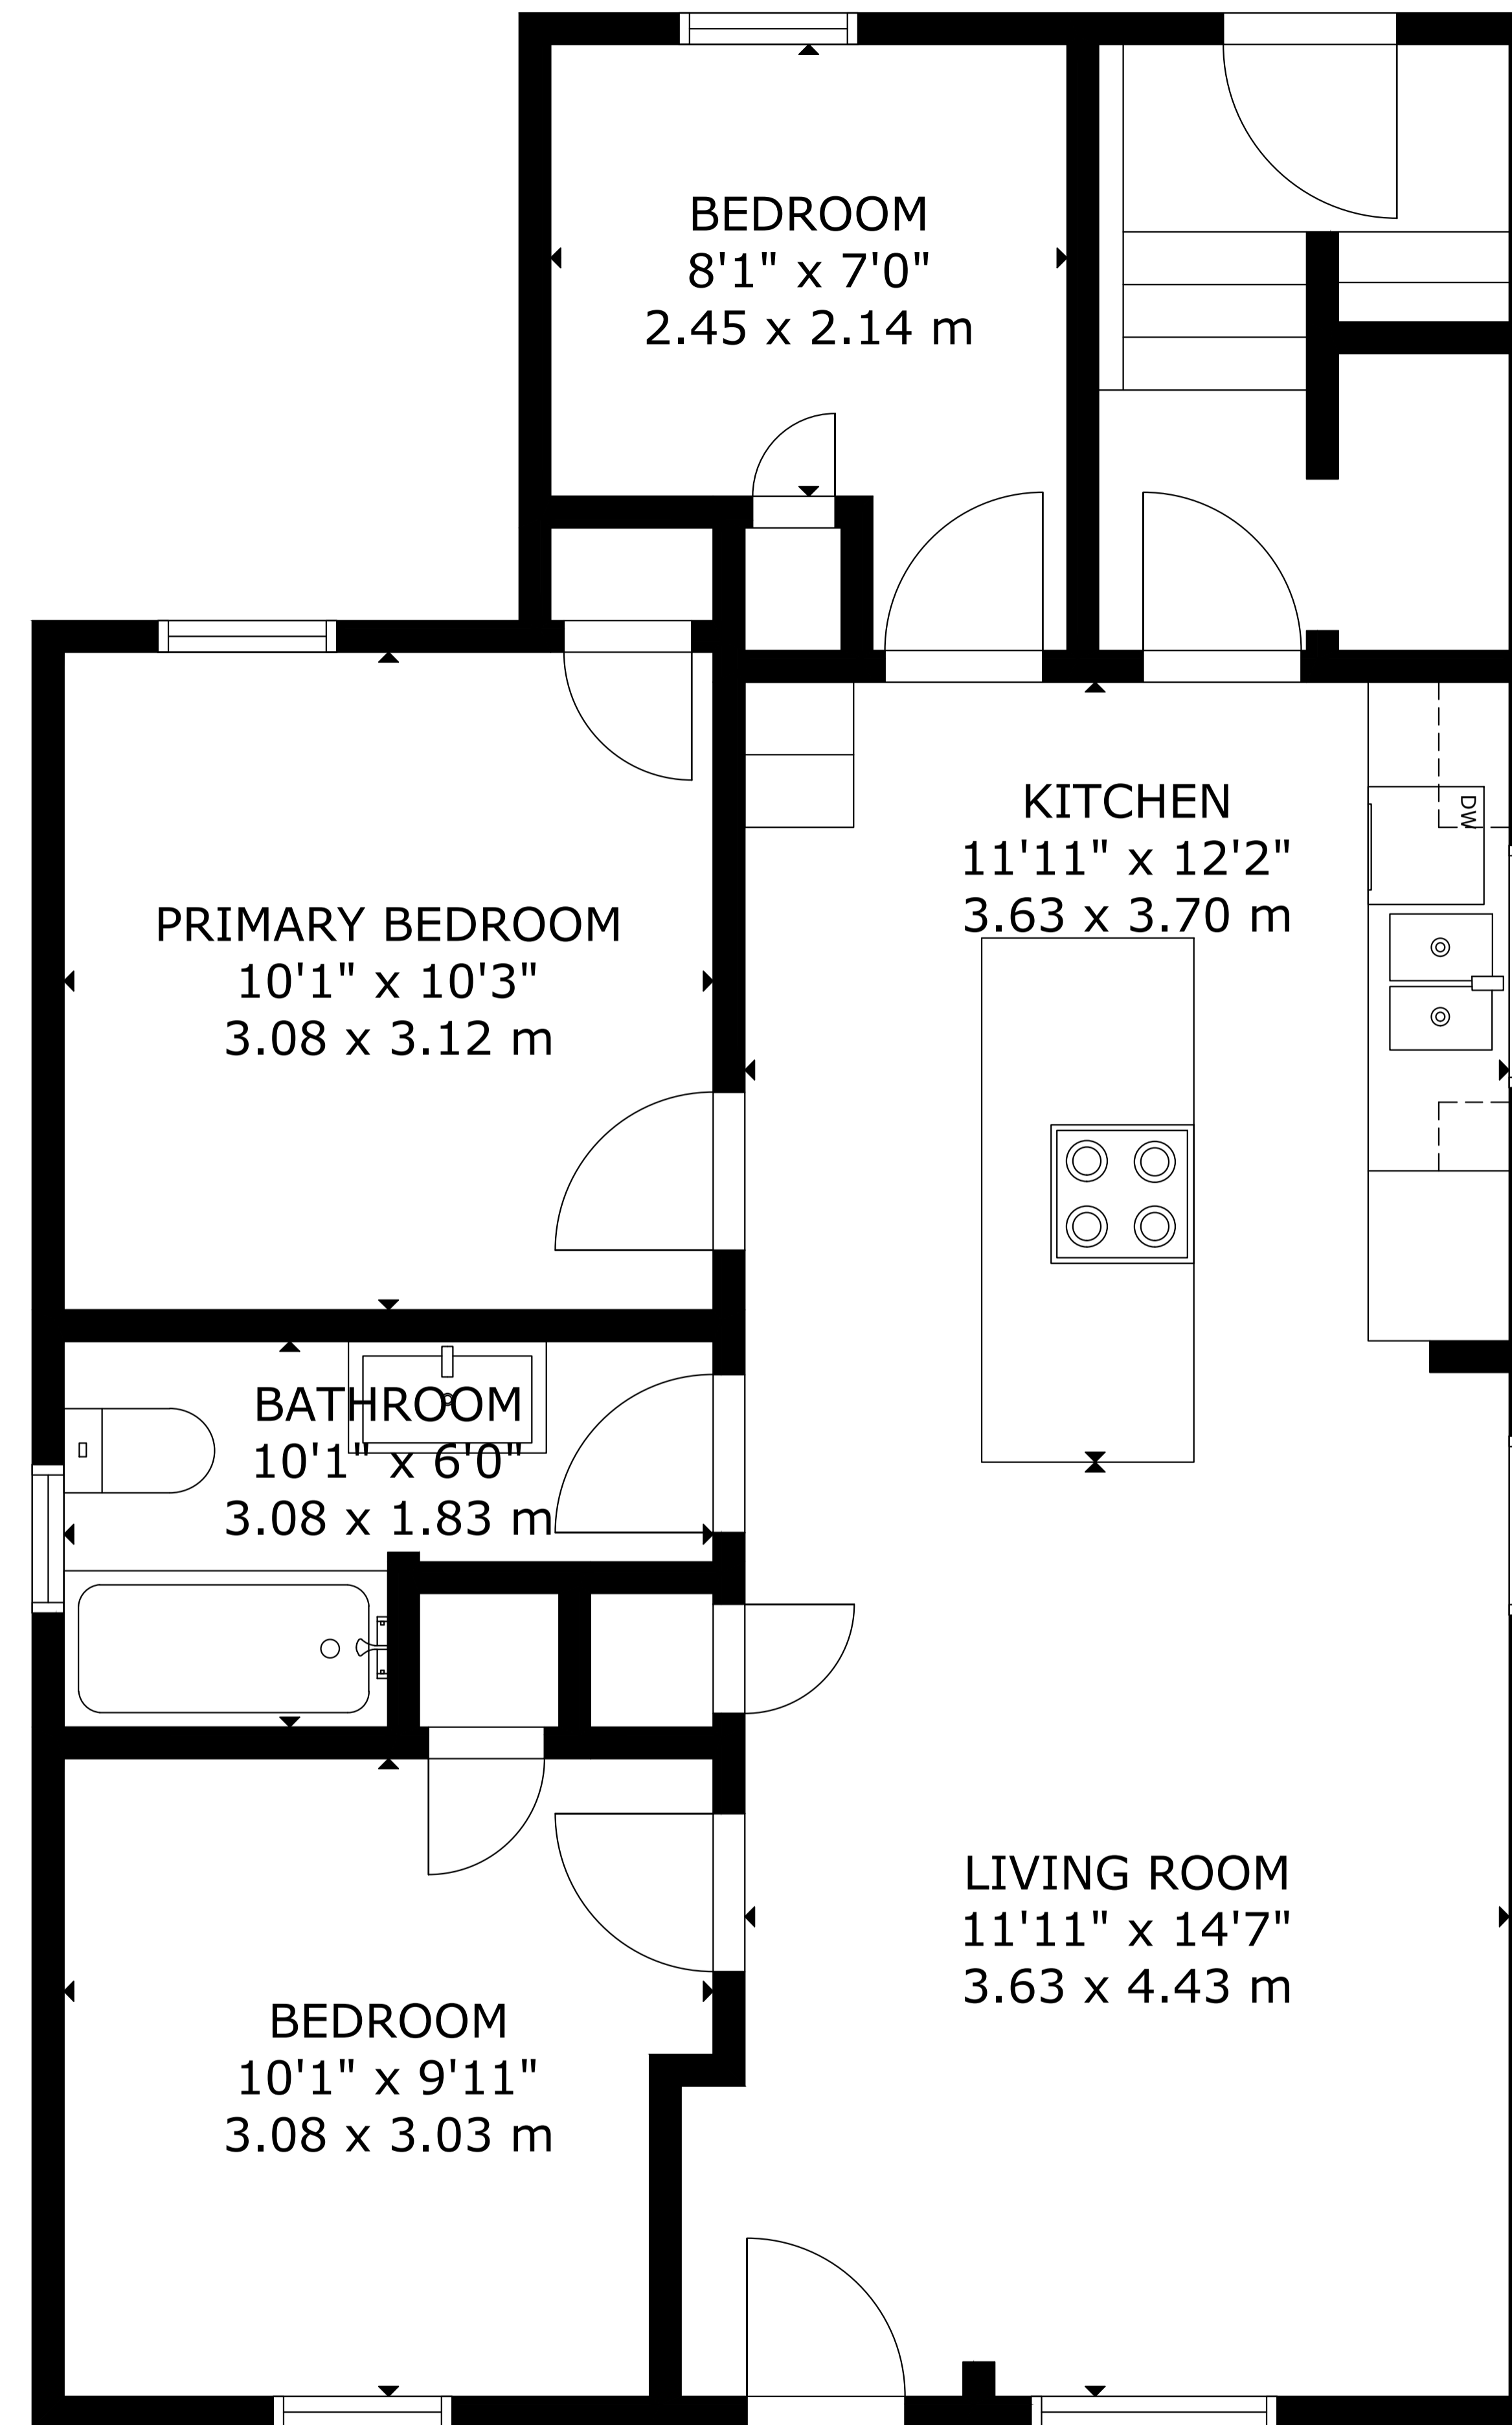 BEDROOM
8'1" x 7'0"
2.45 x 2.14 m
KITCHEN
11'11" x 12'2"
3.63 x 3.70 m
DW
PRIMARY BEDROOM
10'1" x 10'3"
3.08 x 3.12 m
BATHROOM
10'1" x 6'0"
3.08 x 1.83 m
LIVING ROOM
11'11" x 14'7"
3.63 x 4.43 m
BEDROOM
10'1" x 9'11"
3.08 x 3.03 m